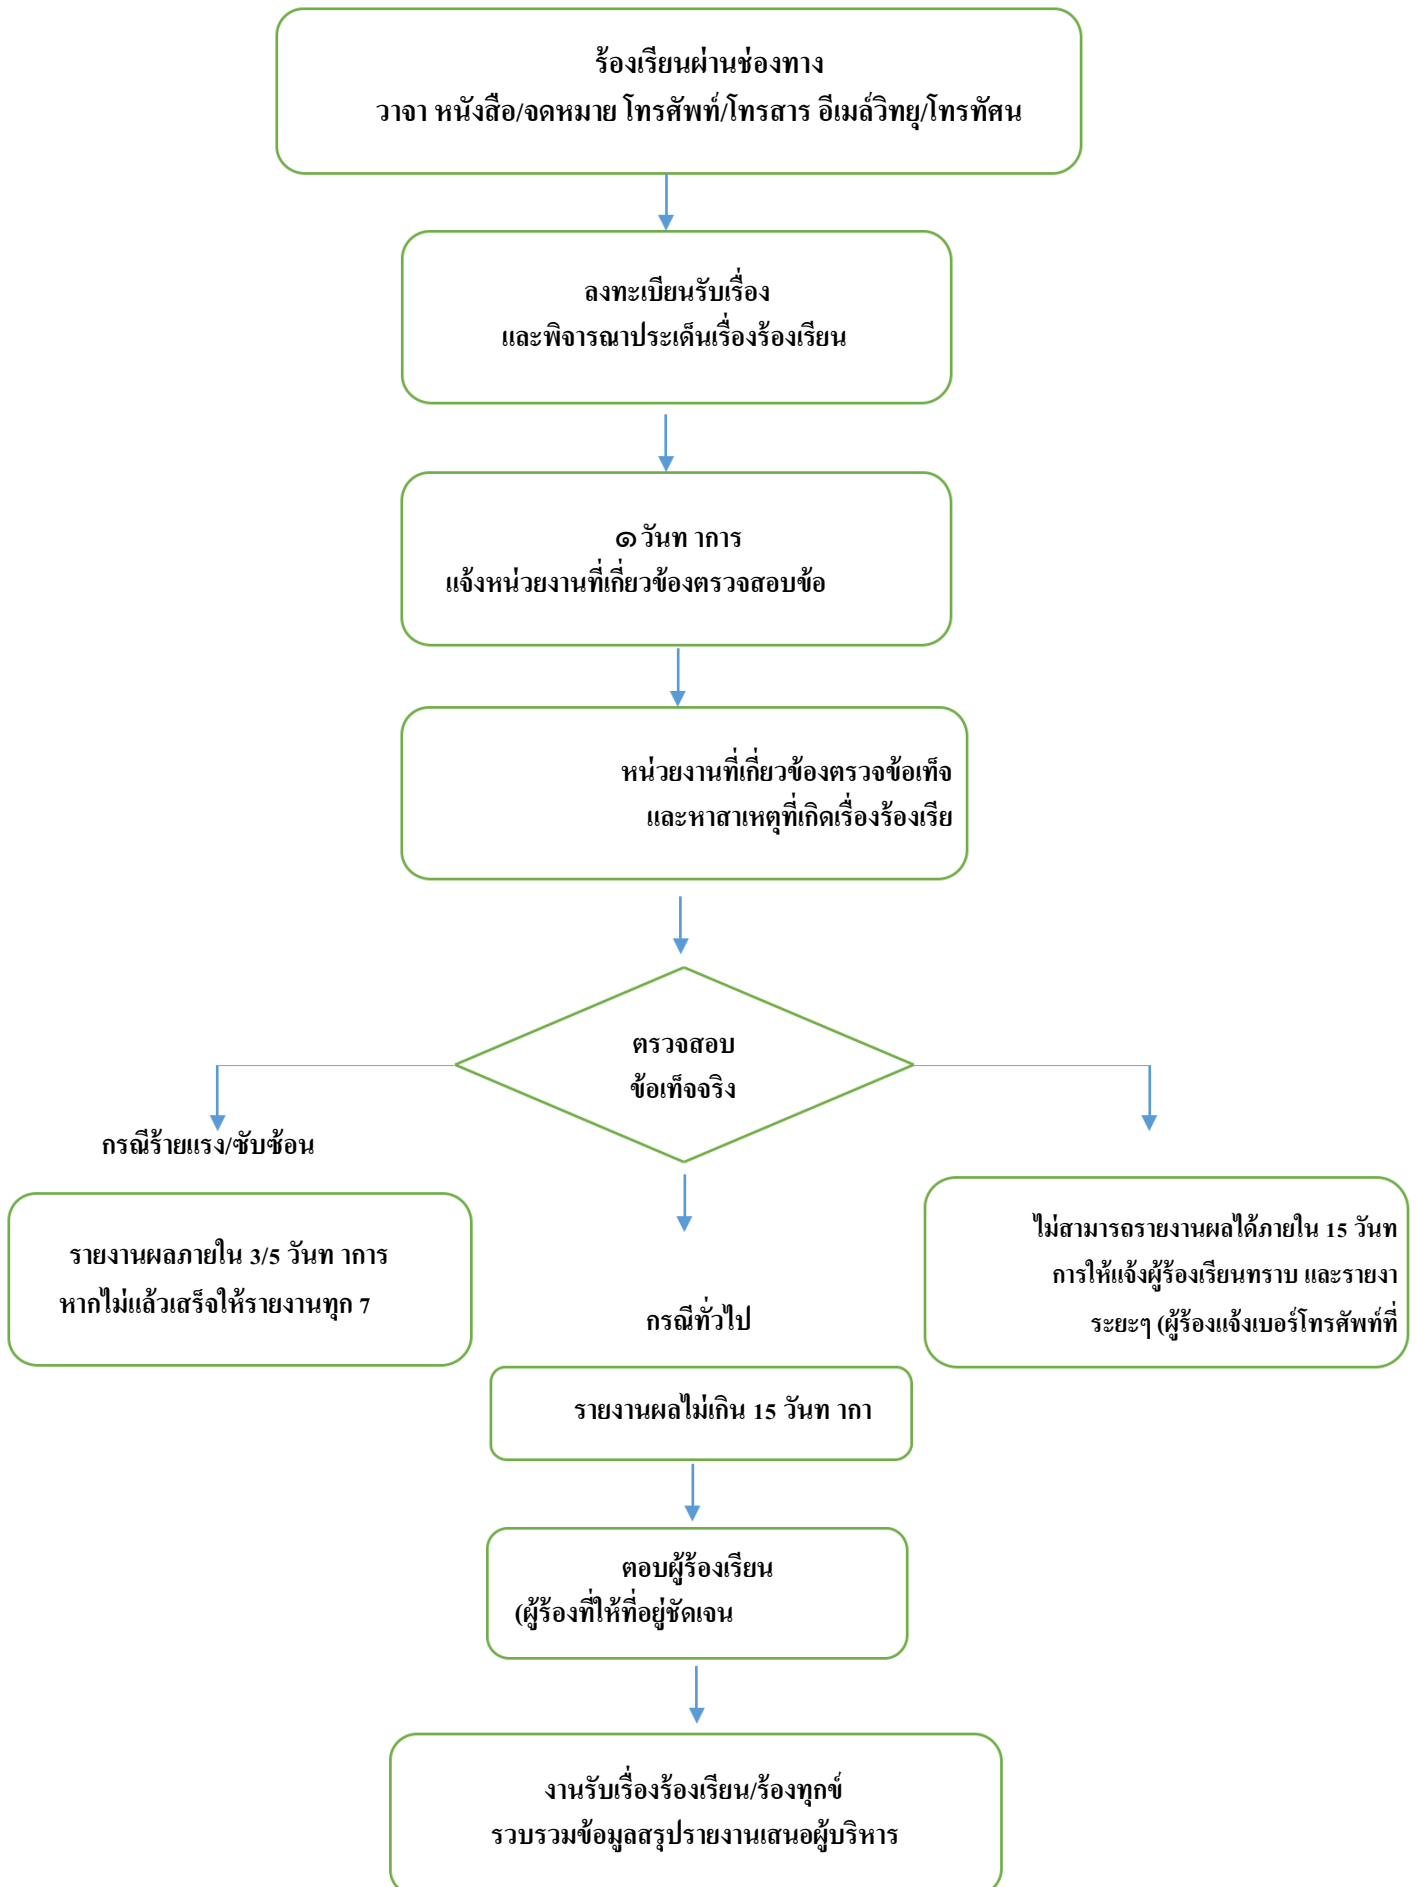 ร้องเรียนผ่านช่องทาง
วาจา หนังสือ/จดหมาย โทรศัพท์/โทรสาร อีเมล์วิทยุ/โทรทัศน
ลงทะเบียนรับเรื่อง
และพิจารณาประเด็นเรื่องร้องเรียน
๑ วันท าการ
แจ้งหน่วยงานที่เกี่ยวข้องตรวจสอบข้อ
หน่วยงานที่เกี่ยวข้องตรวจข้อเท็จ
และหาสาเหตุที่เกิดเรื่องร้องเรีย
ตรวจสอบ
ข้อเท็จจริง
กรณีร้ายแรง/ซับซ้อน
รายงานผลภายใน 3/5 วันท าการ
หากไม่แล้วเสร็จให้รายงานทุก 7
ไม่สามารถรายงานผลได้ภายใน 15 วันท
การให้แจ้งผู้ร้องเรียนทราบ และรายงา
ระยะๆ (ผู้ร้องแจ้งเบอร์โทรศัพท์ที่
กรณีทั่วไป
รายงานผลไม่เกิน 15 วันท ากา
ตอบผู้ร้องเรียน
(ผู้ร้องที่ให้ที่อยู่ชัดเจน
งานรับเรื่องร้องเรียน/ร้องทุกข์
รวบรวมข้อมูลสรุปรายงานเสนอผู้บริหาร